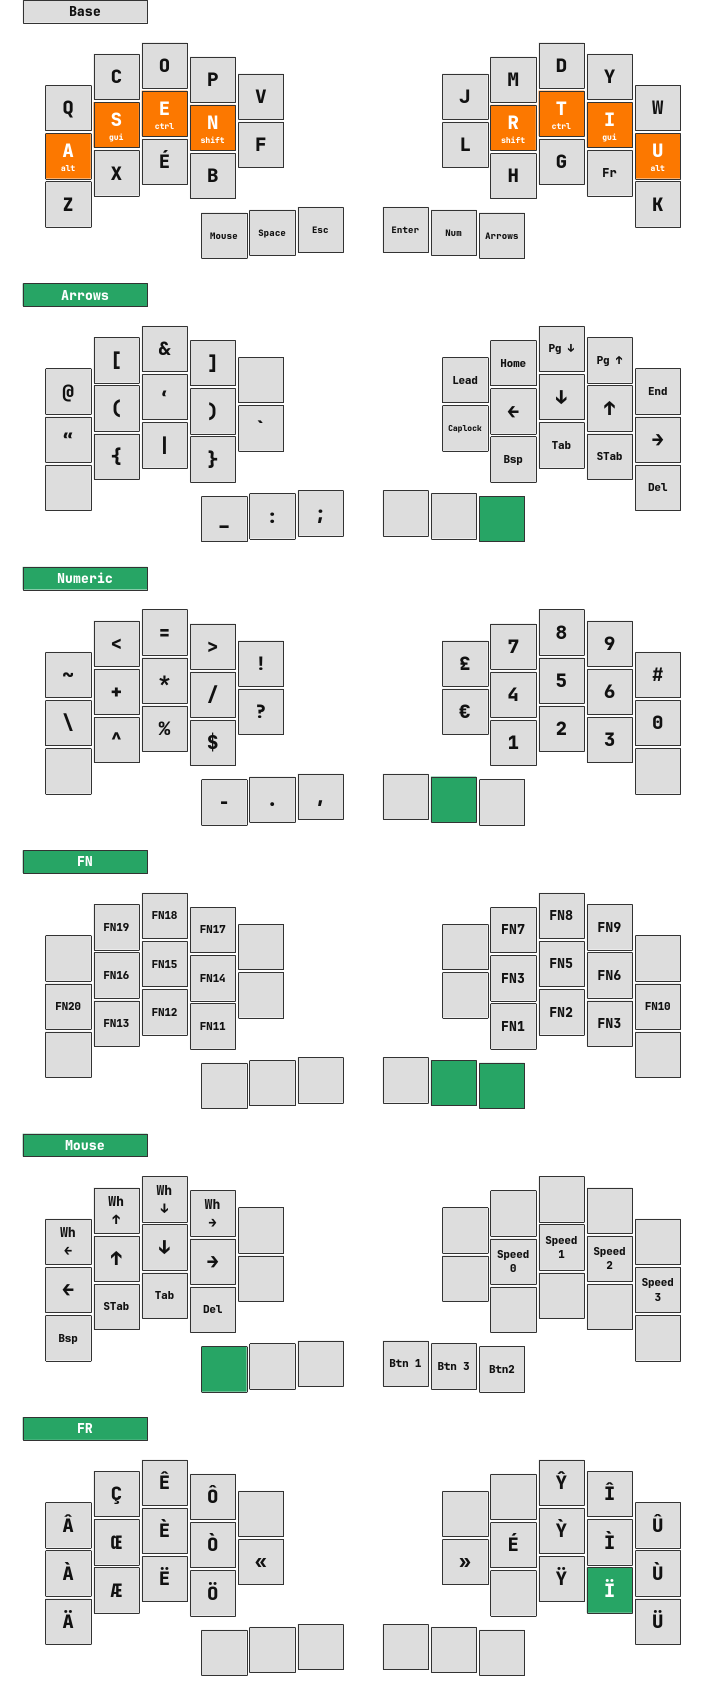 Base
Q C O P V J M D Y W
A alt S gui E ctrl N shift F L R shift T ctrl I gui U alt
Z X É B H G Fr K
Mouse Space Esc Enter Num Arrows
Arrows
@ [ & ] Lead Home Pg ↓ Pg ↑ End
“ ( ‘ ) ` Caplock ← ↓ ↑ →
{ | } Bsp Tab STab Del
_ : ;
Numeric
~ < = > ! £ 7 8 9 #
\ + * / ? € 4 5 6 0
^ % $ 1 2 3
- . ,
FN
FN19 FN18 FN17 FN7 FN8 FN9
FN20 FN16 FN15 FN14 FN3 FN5 FN6 FN10
FN13 FN12 FN11 FN1 FN2 FN3
Mouse
Wh ← Wh ↑ Wh ↓ Wh →
← ↑ ↓ → Speed 0 Speed 1 Speed 2 Speed 3
Bsp STab Tab Del
Btn 1 Btn 3 Btn2
FR
Â Ç Ê Ô Ŷ Î Û
À Œ È Ò « » É Ỳ Ì Ù
Ä Æ Ë Ö Ÿ Ï Ü